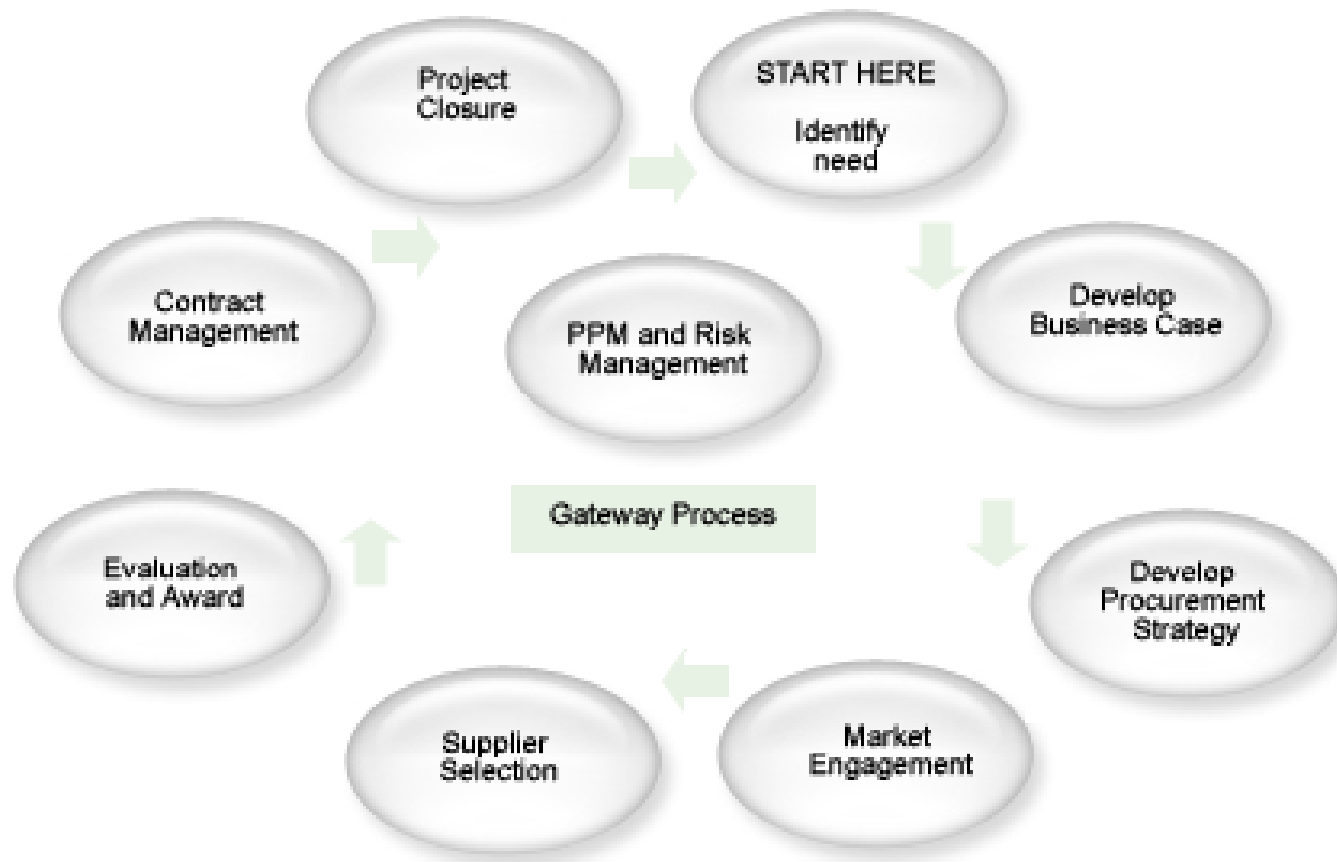 Project
Closure
START HERE
Identify
need
Contract
Management
PPM and Risk
Management
Develop
Business Case
Gateway Process
Evaluation
and Award
Develop
Procurement
Strategy
Supplier
Selection
Market
Engagement